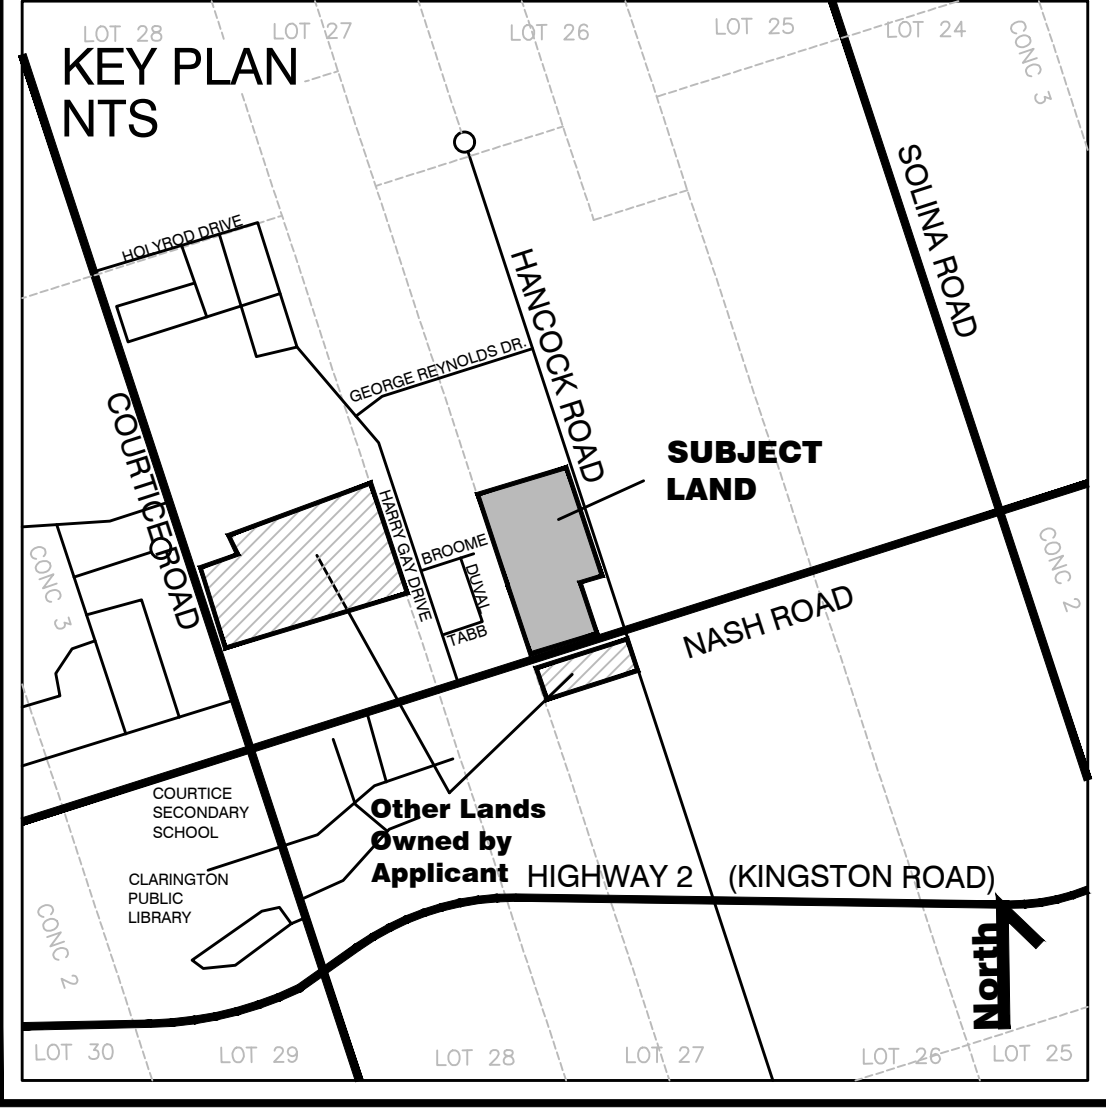 LOT 28
LOT 27
LOT 26
LOT 25
LOT 24
CONC 3
KEY PLAN
NTS
SOLINA ROAD
HOLYROD DRIVE
HANCOCK ROAD
GEORGE REYNOLDS DR.
COURTICE ROAD
SUBJECT
LAND
HARRY GAY DRIVE
BROOME
DUVAL
TABB
CONC 3
CONC 2
NASH ROAD
COURTICE
SECONDARY
SCHOOL
Other Lands
Owned by
Applicant
CLARINGTON
PUBLIC
LIBRARY
HIGHWAY 2 (KINGSTON ROAD)
CONC 2
North
LOT 30
LOT 29
LOT 28
LOT 27
LOT 26
LOT 25